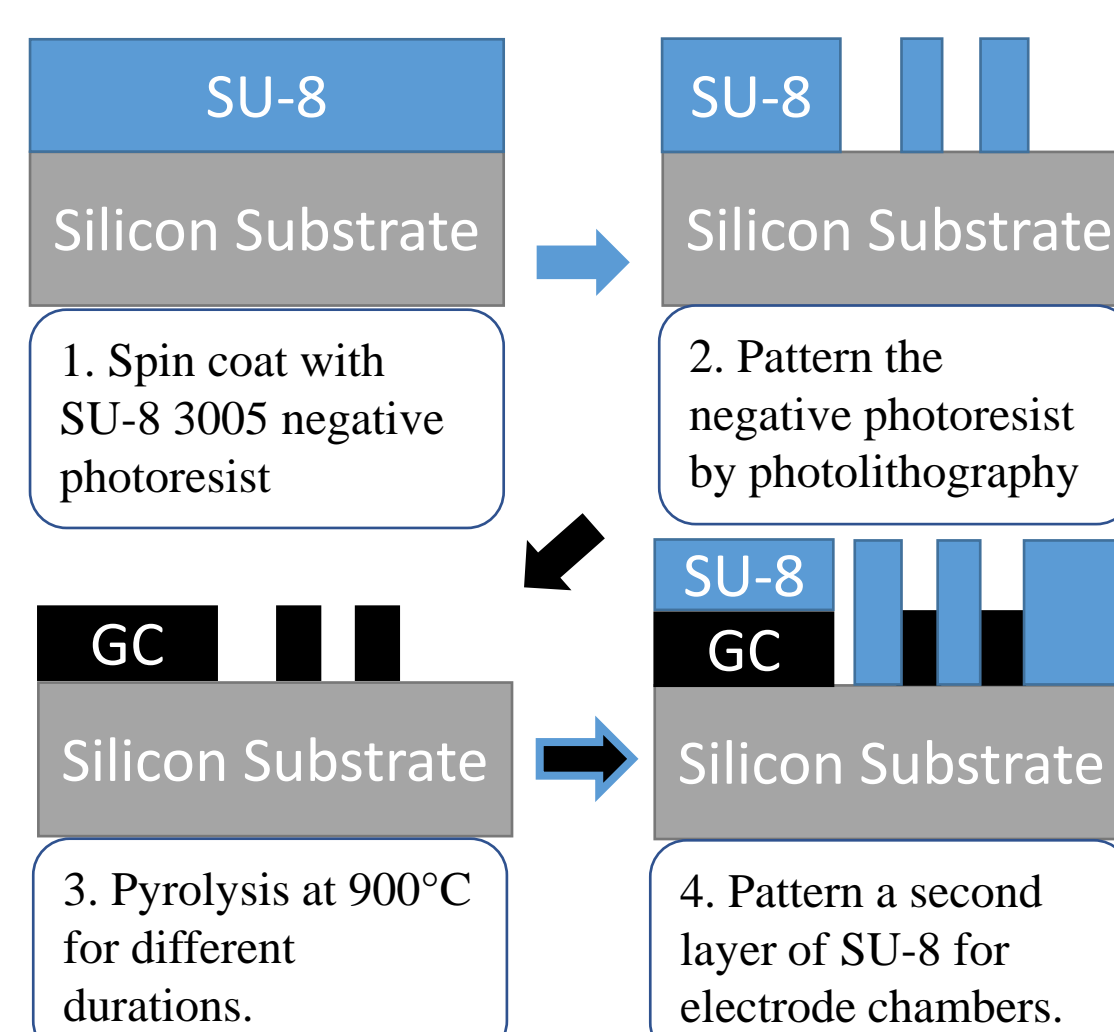 SU-8
Silicon Substrate
1. Spin coat with
SU-8 3005 negative
photoresist
SU-8
Silicon Substrate
2. Pattern the
negative photoresist
by photolithography
GC
Silicon Substrate
3. Pyrolysis at 900°C
for different
durations.
SU-8
GC
Silicon Substrate
4. Pattern a second
layer of SU-8 for
electrode chambers.